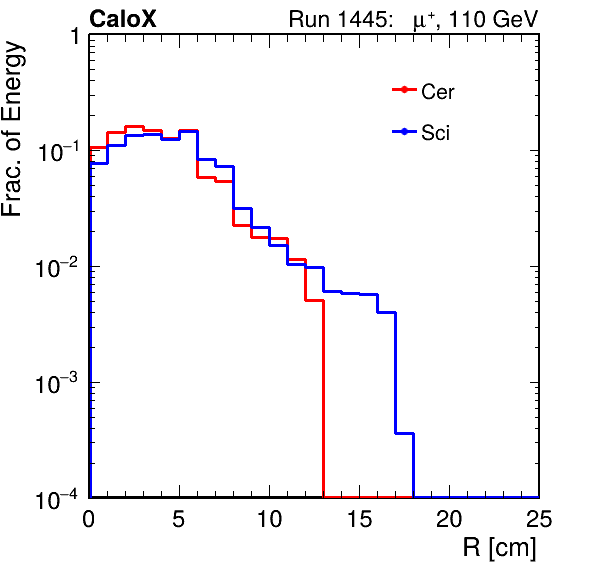 CaloX Run 1445: μ⁺, 110 GeV
Frac. of Energy
1
10⁻¹
10⁻²
10⁻³
10⁻⁴
Cer
Sci
0 5 10 15 20 25
R [cm]